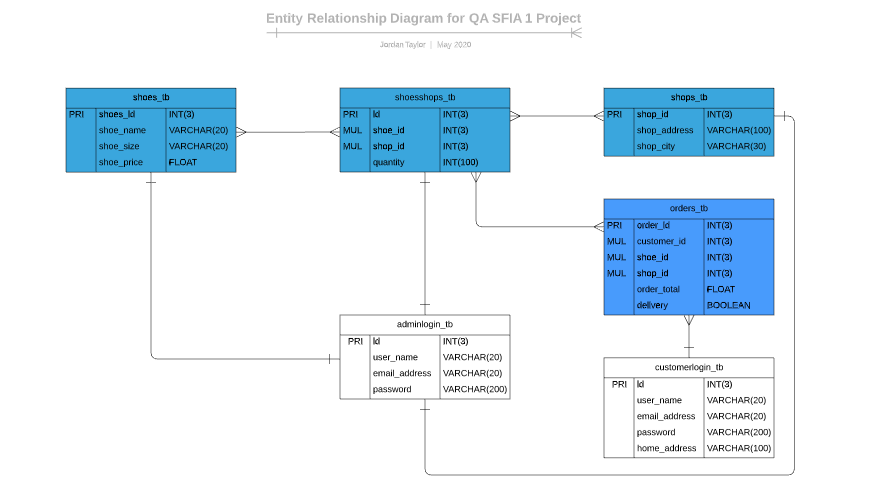 Entity Relationship Diagram for QA SFIA 1 Project
Jordan Taylor | May 2020
shoes_tb
PRI shoes_Id INT(3)
shoe_name VARCHAR(20)
shoe_size VARCHAR(20)
shoe_price FLOAT
shoesshops_tb
PRI Id INT(3)
MUL shoe_id INT(3)
MUL shop_id INT(3)
quantity INT(100)
shops_tb
PRI shop_id INT(3)
shop_address VARCHAR(100)
shop_city VARCHAR(30)
orders_tb
PRI order_Id INT(3)
MUL customer_id INT(3)
MUL shoe_id INT(3)
MUL shop_id INT(3)
order_total FLOAT
delivery BOOLEAN
adminlogin_tb
PRI Id INT(3)
user_name VARCHAR(20)
email_address VARCHAR(20)
password VARCHAR(200)
customerlogin_tb
PRI Id INT(3)
user_name VARCHAR(20)
email_address VARCHAR(20)
password VARCHAR(200)
home_address VARCHAR(100)